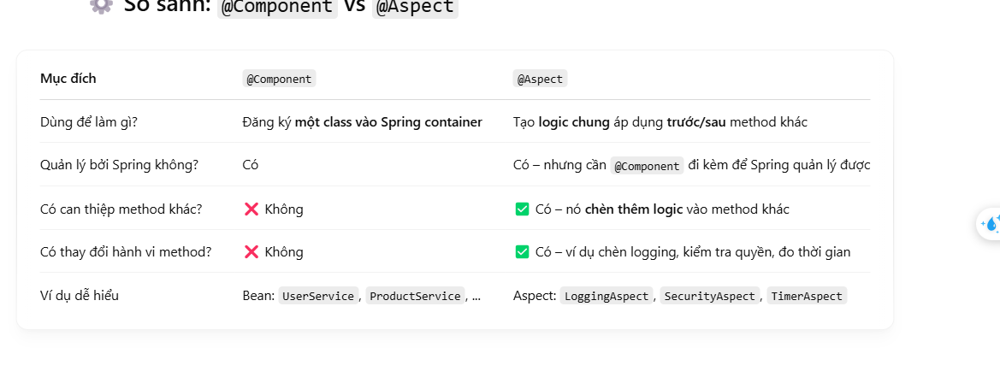 So sánh: @Component vs @Aspect
Mục đích @Component @Aspect
Dùng để làm gì? Đăng ký một class vào Spring container Tạo logic chung áp dụng trước/sau method khác
Quản lý bởi Spring không? Có Có – nhưng cần @Component đi kèm để Spring quản lý được
Có can thiệp method khác? ❌ Không ✅ Có – nó chèn thêm logic vào method khác
Có thay đổi hành vi method? ❌ Không ✅ Có – ví dụ chèn logging, kiểm tra quyền, đo thời gian
Ví dụ dễ hiểu Bean: UserService, ProductService, ... Aspect: LoggingAspect, SecurityAspect, TimerAspect